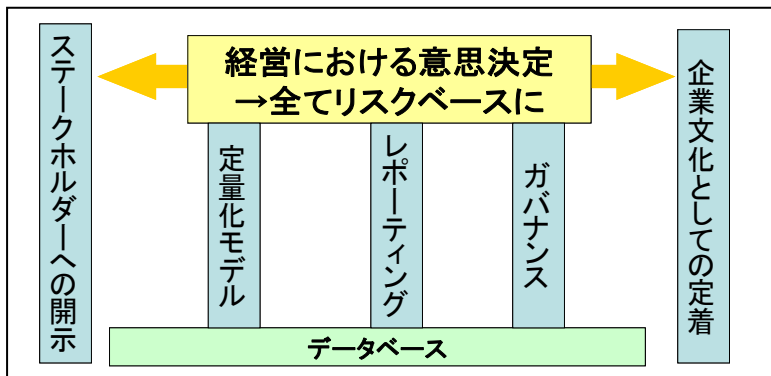 ステークホルダーへの開示
経営における意思決定
→全てリスクベースに
定量化モデル
レポーティング
ガバナンス
企業文化としての定着
データベース